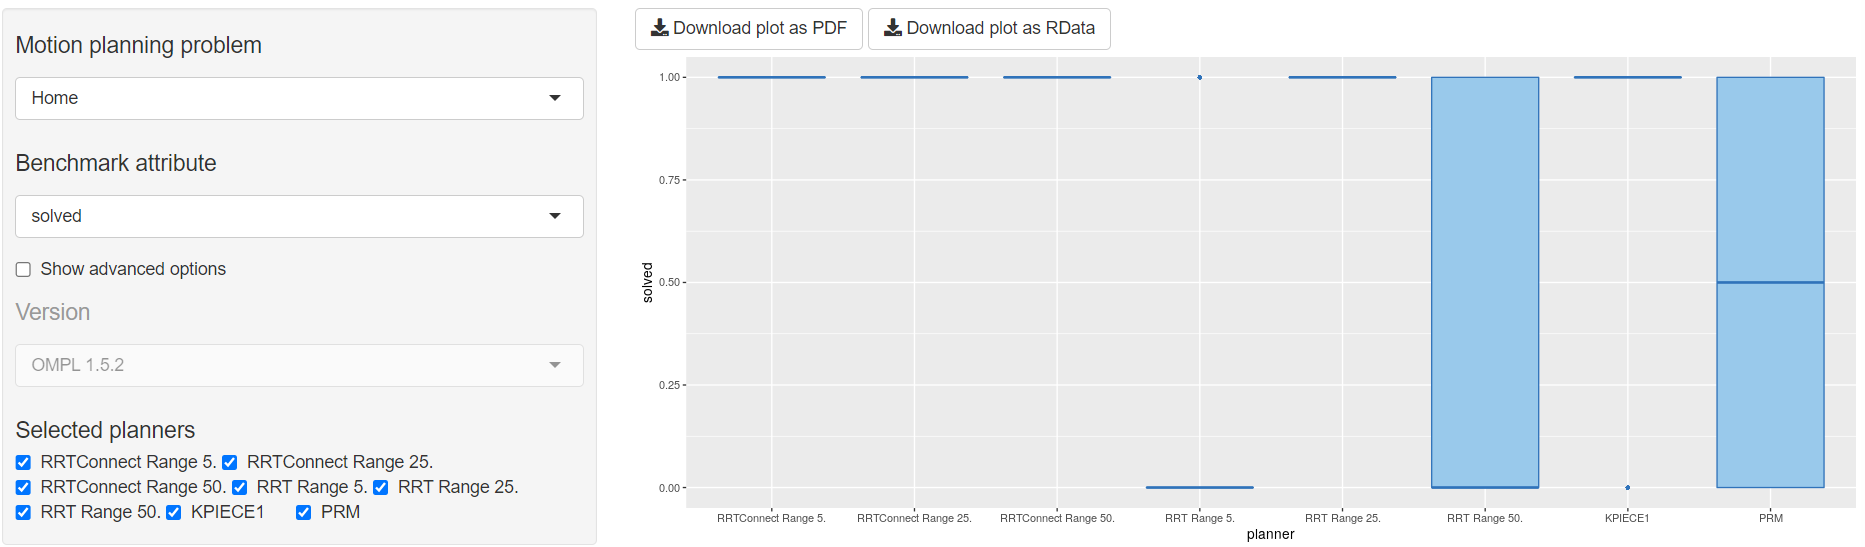 Motion planning problem
Home
Benchmark attribute
solved
Show advanced options
Version
OMPL 1.5.2
Selected planners
RRTConnect Range 5. RRTConnect Range 25.
RRTConnect Range 50. RRT Range 5. RRT Range 25.
RRT Range 50. KPIECE1 PRM
Download plot as PDF Download plot as RData
1.00
0.75
0.50
0.25
0.00
solved
RRTConnect Range 5. RRTConnect Range 25. RRTConnect Range 50. RRT Range 5. RRT Range 25. RRT Range 50. KPIECE1 PRM
planner